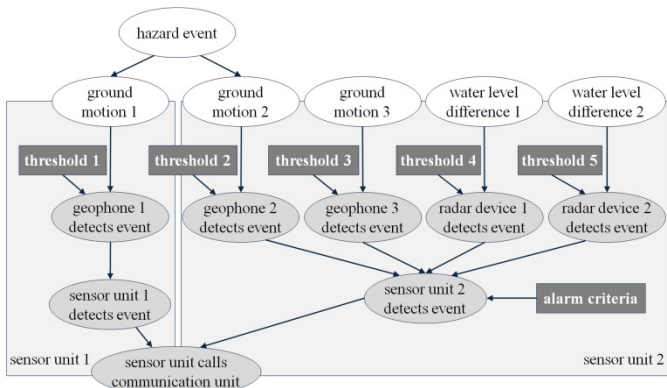 hazard event
ground
motion 1
ground
motion 2
ground
motion 3
water level
difference 1
water level
difference 2
threshold 1
threshold 2
threshold 3
threshold 4
threshold 5
geophone 1
detects event
geophone 2
detects event
geophone 3
detects event
radar device 1
detects event
radar device 2
detects event
sensor unit 1
detects event
sensor unit 2
detects event
alarm criteria
sensor unit 1
sensor unit calls
communication unit
sensor unit 2